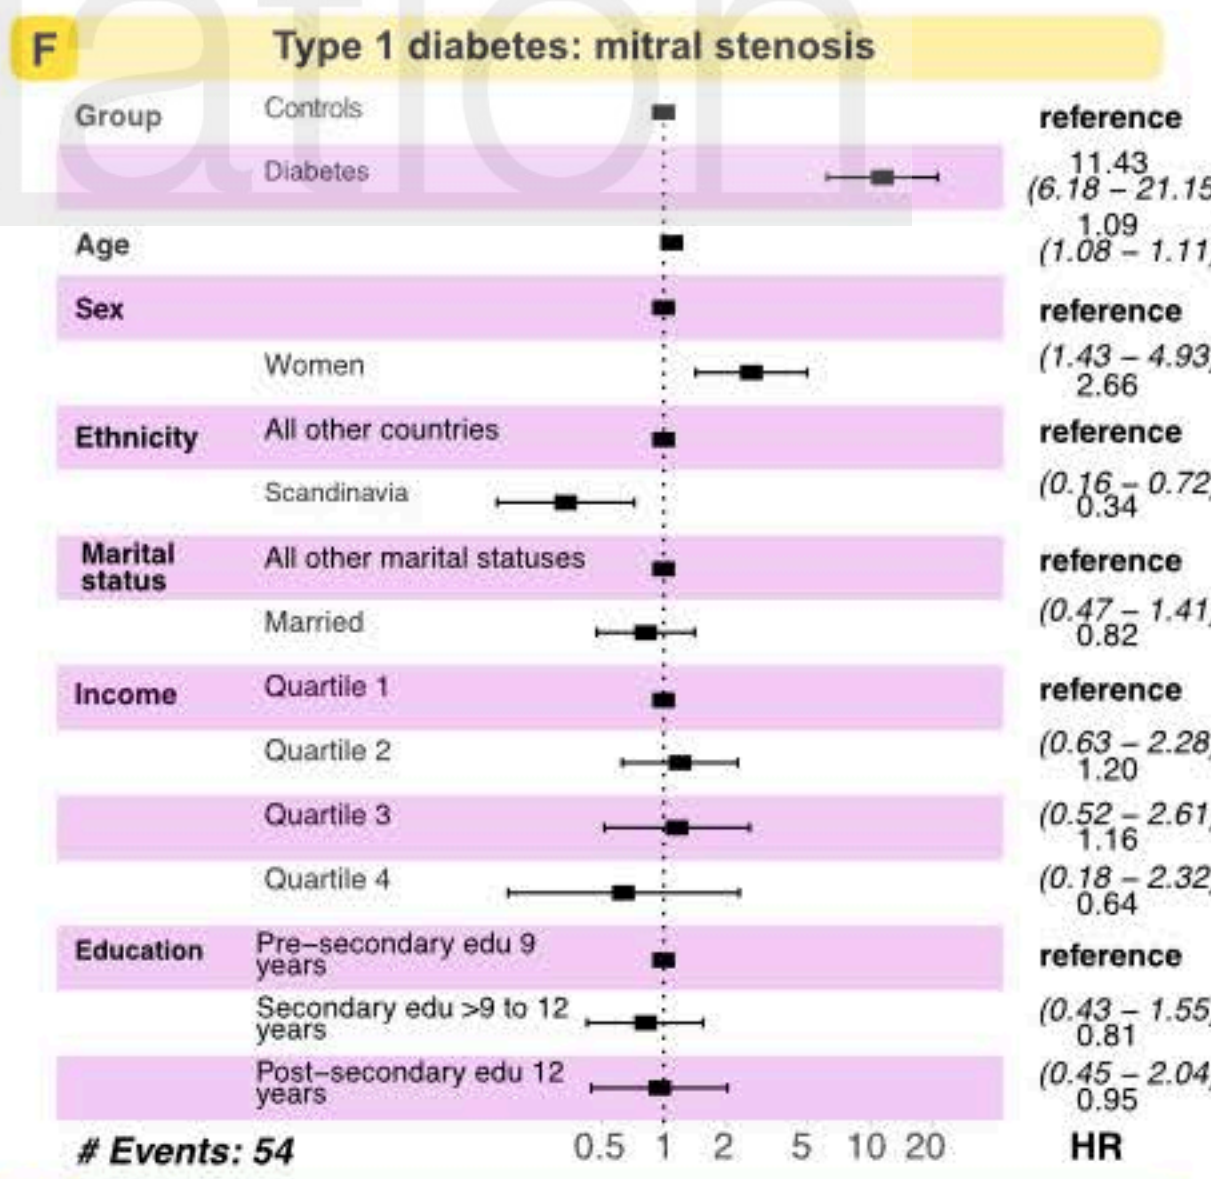 F Type 1 diabetes: mitral stenosis
Group Controls reference
Diabetes 11.43
(6.18 – 21.15
Age 1.09
(1.08 – 1.11)
Sex reference
Women (1.43 – 4.93)
2.66
Ethnicity All other countries reference
Scandinavia (0.16 – 0.72)
0.34
Marital
status All other marital statuses reference
Married (0.47 – 1.41)
0.82
Income Quartile 1 reference
Quartile 2 (0.63 – 2.28)
1.20
Quartile 3 (0.52 – 2.61)
1.16
Quartile 4 (0.18 – 2.32)
0.64
Education Pre–secondary edu 9
years reference
Secondary edu >9 to 12
years (0.43 – 1.55)
0.81
Post–secondary edu 12
years (0.45 – 2.04)
0.95
# Events: 54 0.5 1 2 5 10 20 HR
lation